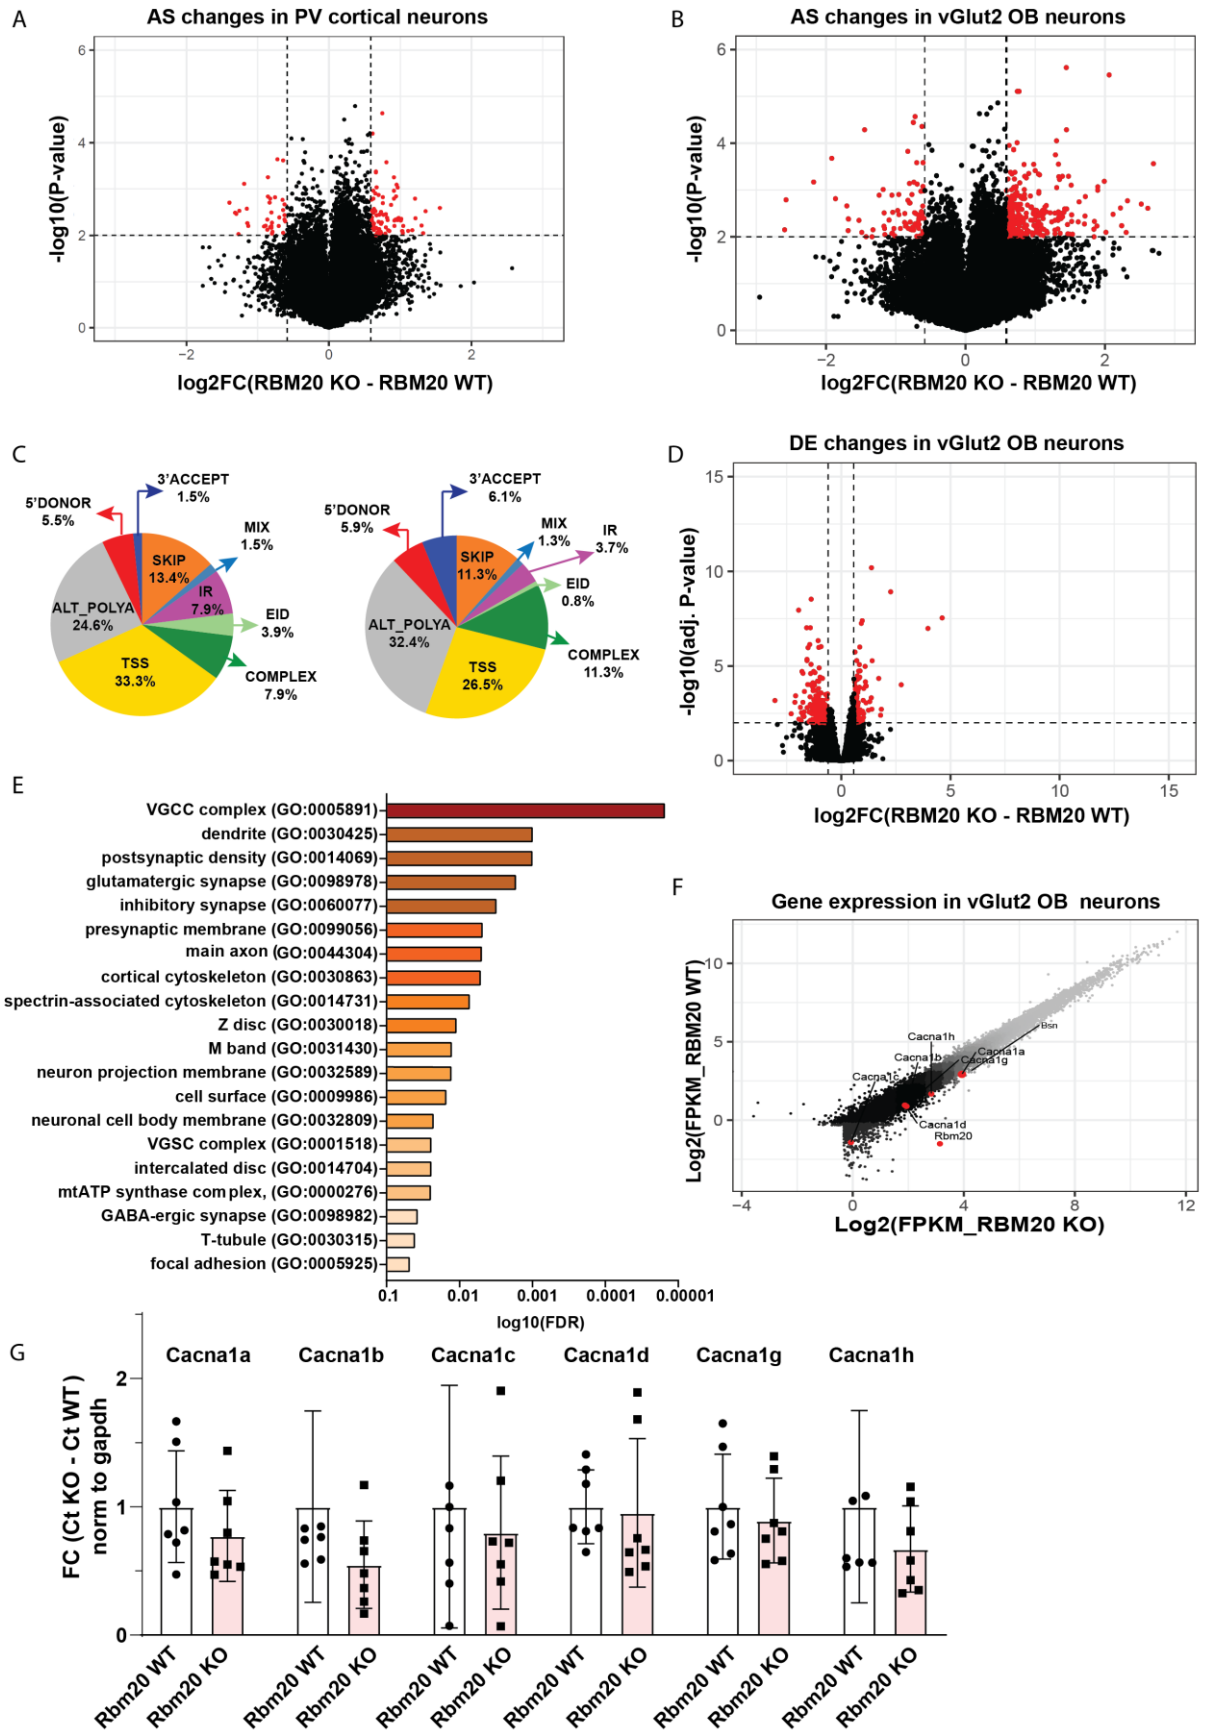 A
AS changes in PV cortical neurons
6
4
2
0
-log10(P-value)
−2
0
2
log2FC(RBM20 KO - RBM20 WT)
B
AS changes in vGlut2 OB neurons
6
4
2
0
-log10(P-value)
−2
0
2
log2FC(RBM20 KO - RBM20 WT)
C
3'ACCEPT
1.5%
5'DONOR
5.5%
MIX
1.5%
SKIP
13.4%
IR
7.9%
ALT_POLYA
24.6%
EID
3.9%
TSS
33.3%
COMPLEX
7.9%
3'ACCEPT
6.1%
5'DONOR
5.9%
MIX
1.3%
IR
3.7%
SKIP
11.3%
EID
0.8%
ALT_POLYA
32.4%
COMPLEX
11.3%
TSS
26.5%
D
DE changes in vGlut2 OB neurons
15
10
5
0
-log10(adj. P-value)
0
5
10
15
log2FC(RBM20 KO - RBM20 WT)
E
VGCC complex (GO:0005891)
dendrite (GO:0030425)
postsynaptic density (GO:0014069)
glutamatergic synapse (GO:0098978)
inhibitory synapse (GO:0060077)
presynaptic membrane (GO:0099056)
main axon (GO:0044304)
cortical cytoskeleton (GO:0030863)
spectrin-associated cytoskeleton (GO:0014731)
Z disc (GO:0030018)
M band (GO:0031430)
neuron projection membrane (GO:0032589)
cell surface (GO:0009986)
neuronal cell body membrane (GO:0032809)
VGSC complex (GO:0001518)
intercalated disc (GO:0014704)
mtATP synthase complex, (GO:0000276)
GABA-ergic synapse (GO:0098982)
T-tubule (GO:0030315)
focal adhesion (GO:0005925)
0.1
0.01
0.001
0.0001
0.00001
log10(FDR)
F
Gene expression in vGlut2 OB neurons
10
5
0
Log2(FPKM_RBM20 WT)
Bsn
Cacna1h
Cacna1a
Cacna1b
Cacna1g
Cacna1c
Cacna1d
Rbm20
−4
0
4
8
12
Log2(FPKM_RBM20 KO)
G
Cacna1a
Cacna1b
Cacna1c
Cacna1d
Cacna1g
Cacna1h
2
1
0
FC (Ct KO - Ct WT )
norm to gapdh
Rbm20 WT
Rbm20 KO
Rbm20 WT
Rbm20 KO
Rbm20 WT
Rbm20 KO
Rbm20 WT
Rbm20 KO
Rbm20 WT
Rbm20 KO
Rbm20 WT
Rbm20 KO